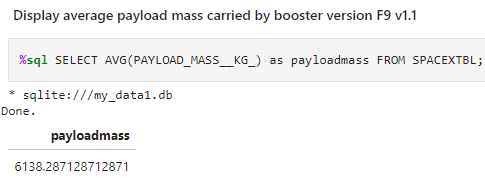 Display average payload mass carried by booster version F9 v1.1
%sql SELECT AVG(PAYLOAD_MASS__KG_) as payloadmass FROM SPACEXTBL;
* sqlite:///my_data1.db
Done.
payloadmass
6138.287128712871